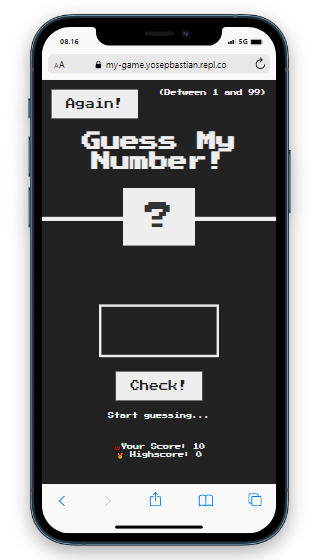 08.16
5G
AA
my-game.yosepbastian.repl.co
Again!
(Between 1 and 99)
Guess My
Number!
?
Check!
Start guessing...
Your Score: 10
Highscore: 0